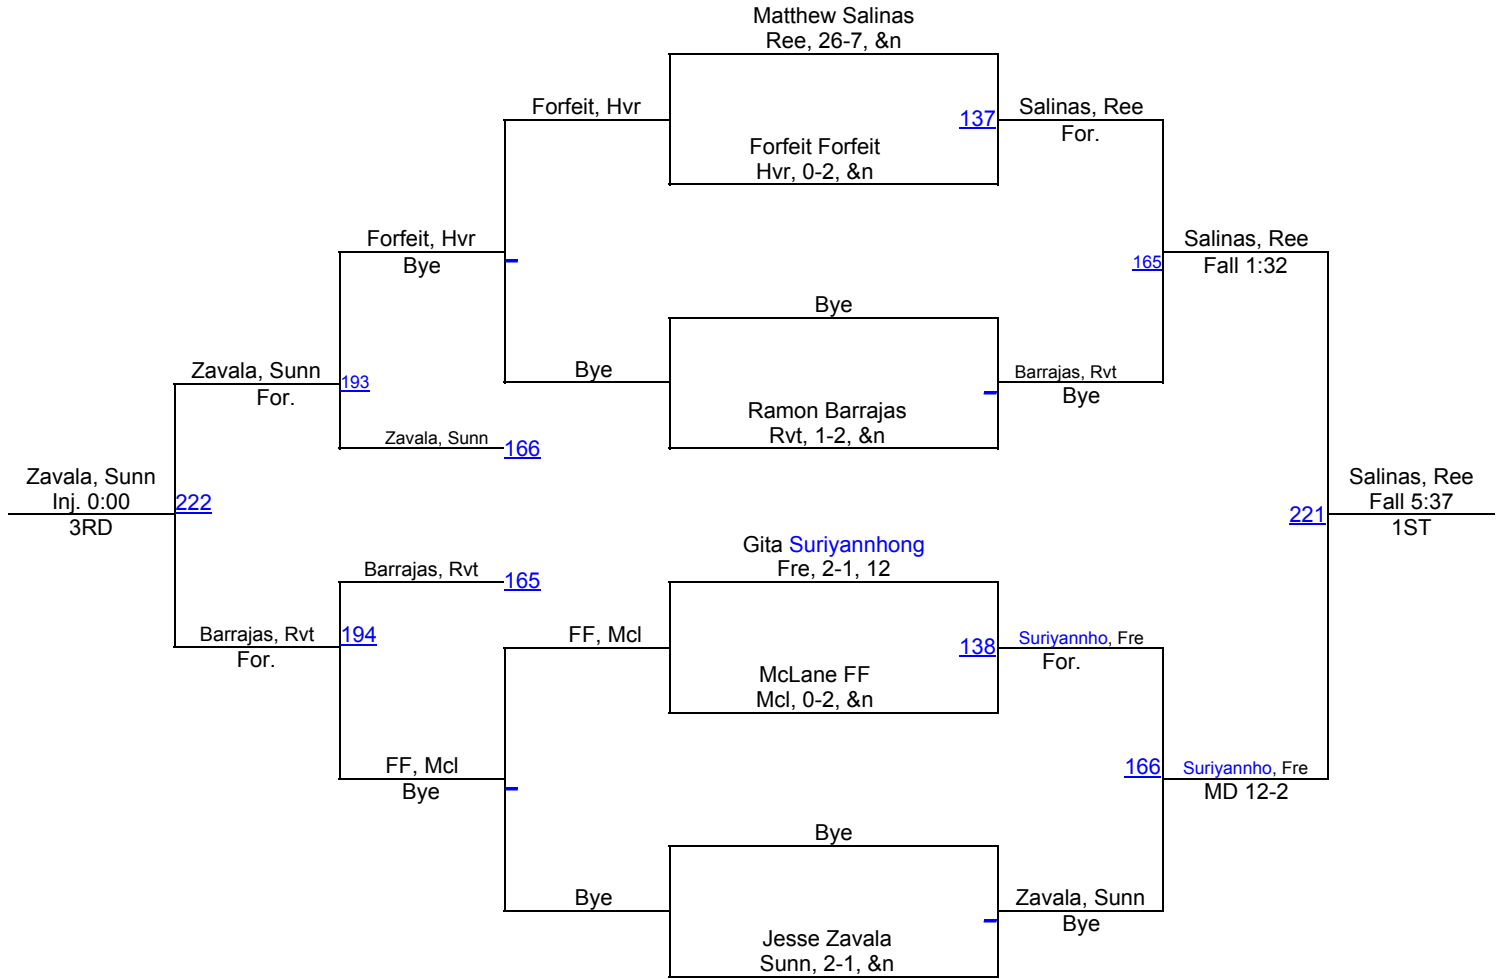 Matthew Salinas
Ree, 26-7, &n
Forfeit, Hvr
137
Salinas, Ree
For.
Forfeit Forfeit
Hvr, 0-2, &n
Forfeit, Hvr
Bye
165
Salinas, Ree
Fall 1:32
Bye
Zavala, Sunn
For.
193
Bye
Barrajas, Rvt
Bye
Ramon Barrajas
Rvt, 1-2, &n
Zavala, Sunn
166
Zavala, Sunn
Inj. 0:00
3RD
222
221
Salinas, Ree
Fall 5:37
1ST
Gita Suriyannhong
Fre, 2-1, 12
Barrajas, Rvt
165
Barrajas, Rvt
For.
194
FF, Mcl
138
Suriyannho, Fre
For.
McLane FF
Mcl, 0-2, &n
FF, Mcl
Bye
166
Suriyannho, Fre
MD 12-2
Bye
Bye
Zavala, Sunn
Bye
Jesse Zavala
Sunn, 2-1, &n